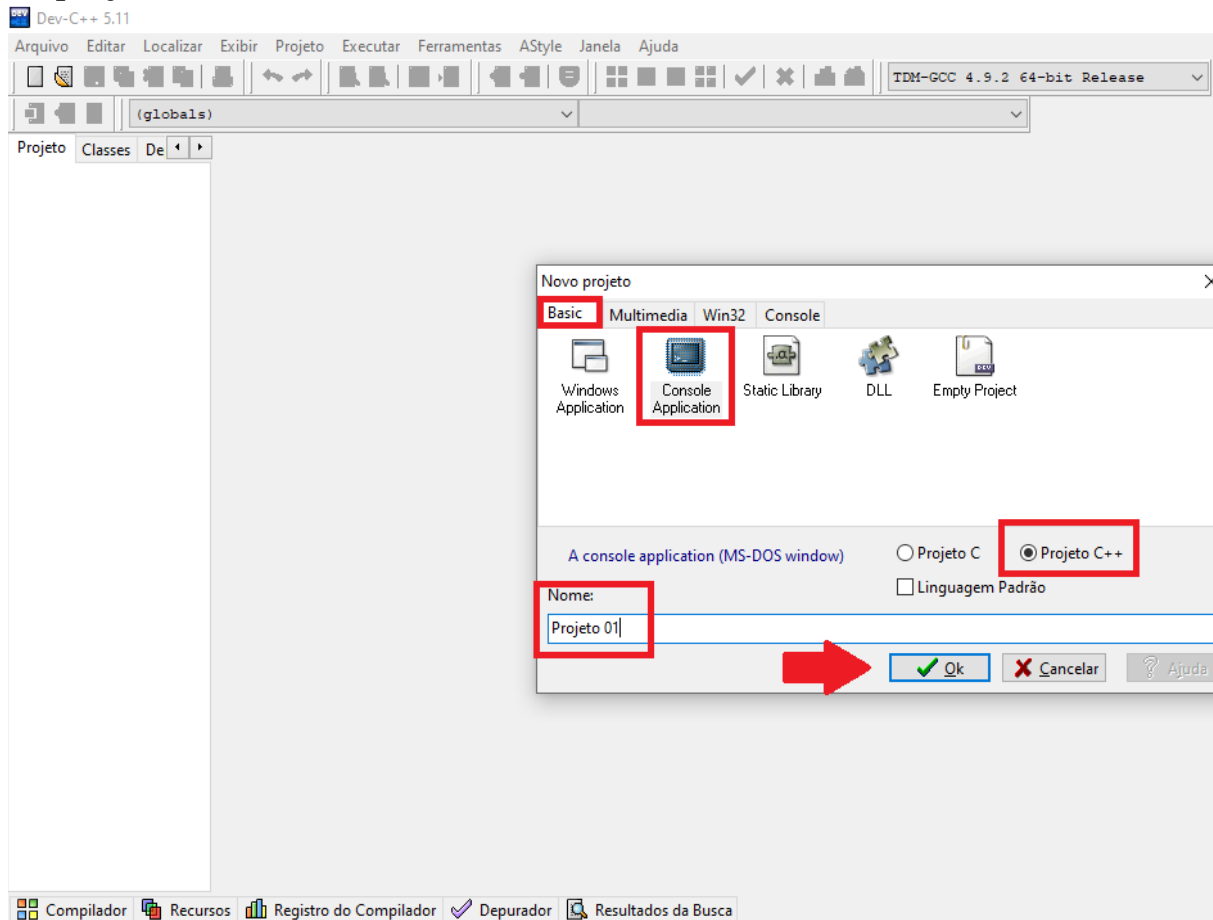 Dev-C++ 5.11
Arquivo Editar Localizar Exibir Projeto Executar Ferramentas AStyle Janela Ajuda
TDM-GCC 4.9.2 64-bit Release
(globals)
Projeto Classes De
Novo projeto
Basic Multimedia Win32 Console
Windows Application
Console Application
Static Library
DLL
Empty Project
A console application (MS-DOS window)
Projeto C Projeto C++
Linguagem Padrão
Nome:
Projeto 01
Ok Cancelar Ajuda
Compilador Recursos Registro do Compilador Depurador Resultados da Busca